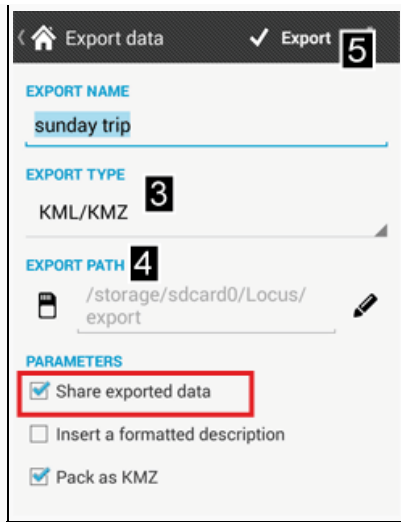 Export data
Export
5
EXPORT NAME
sunday trip
EXPORT TYPE
3
KML/KMZ
EXPORT PATH 4
/storage/sdcard0/Locus/
export
PARAMETERS
Share exported data
Insert a formatted description
Pack as KMZ